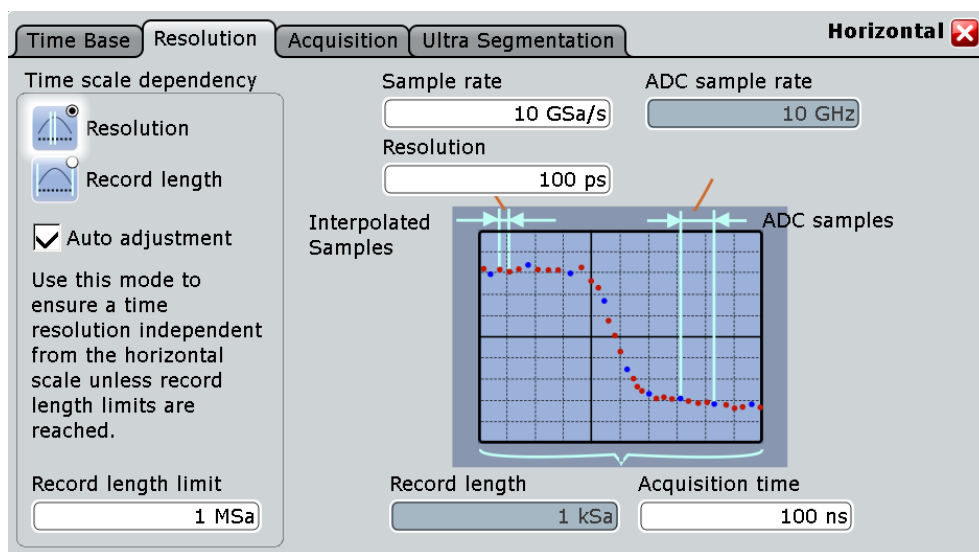 Time Base Resolution Acquisition Ultra Segmentation Horizontal
Time scale dependency
Resolution
Record length
Auto adjustment
Use this mode to
ensure a time
resolution independent
from the horizontal
scale unless record
length limits are
reached.
Record length limit
1 MSa
Sample rate
10 GSa/s
ADC sample rate
10 GHz
Resolution
100 ps
Interpolated
Samples
ADC samples
Record length
1 kSa
Acquisition time
100 ns